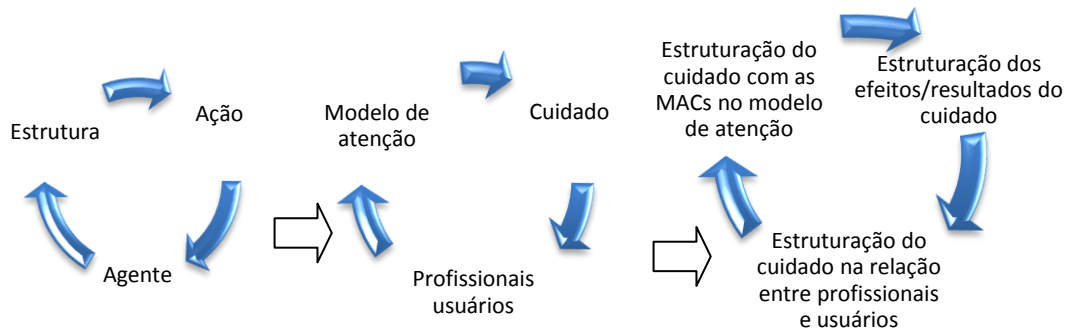 Estrutura
Ação
Agente
Modelo de
atenção
Cuidado
Profissionais
usuários
Estruturação do
cuidado com as
MACs no modelo
de atenção
Estruturação dos
efeitos/resultados do
cuidado
Estruturação do
cuidado na relação
entre profissionais
e usuários